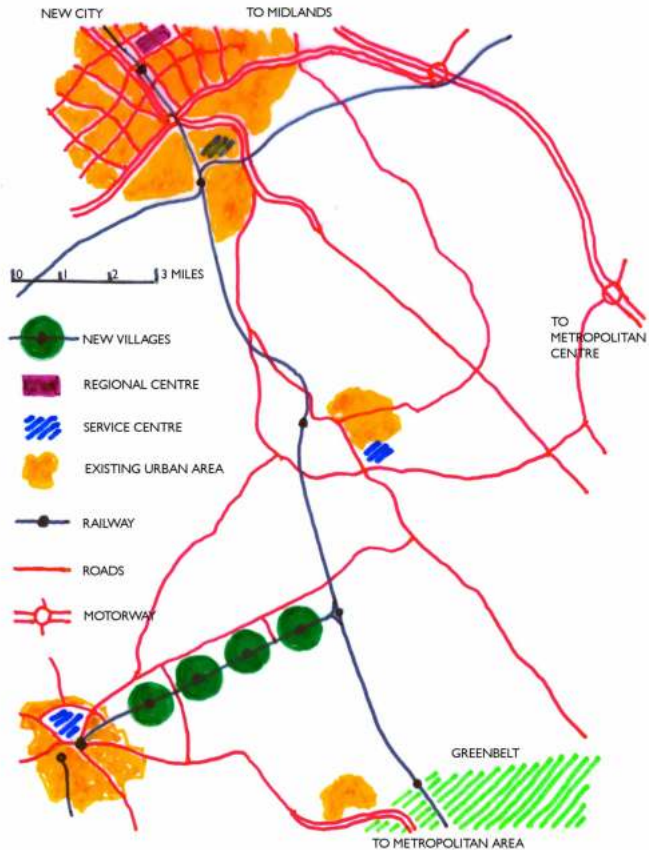 NEW CITY
TO MIDLANDS
0 1 2 3 MILES
TO
METROPOLITAN
CENTRE
NEW VILLAGES
REGIONAL CENTRE
SERVICE CENTRE
EXISTING URBAN AREA
RAILWAY
ROADS
MOTORWAY
GREENBELT
TO METROPOLITAN AREA